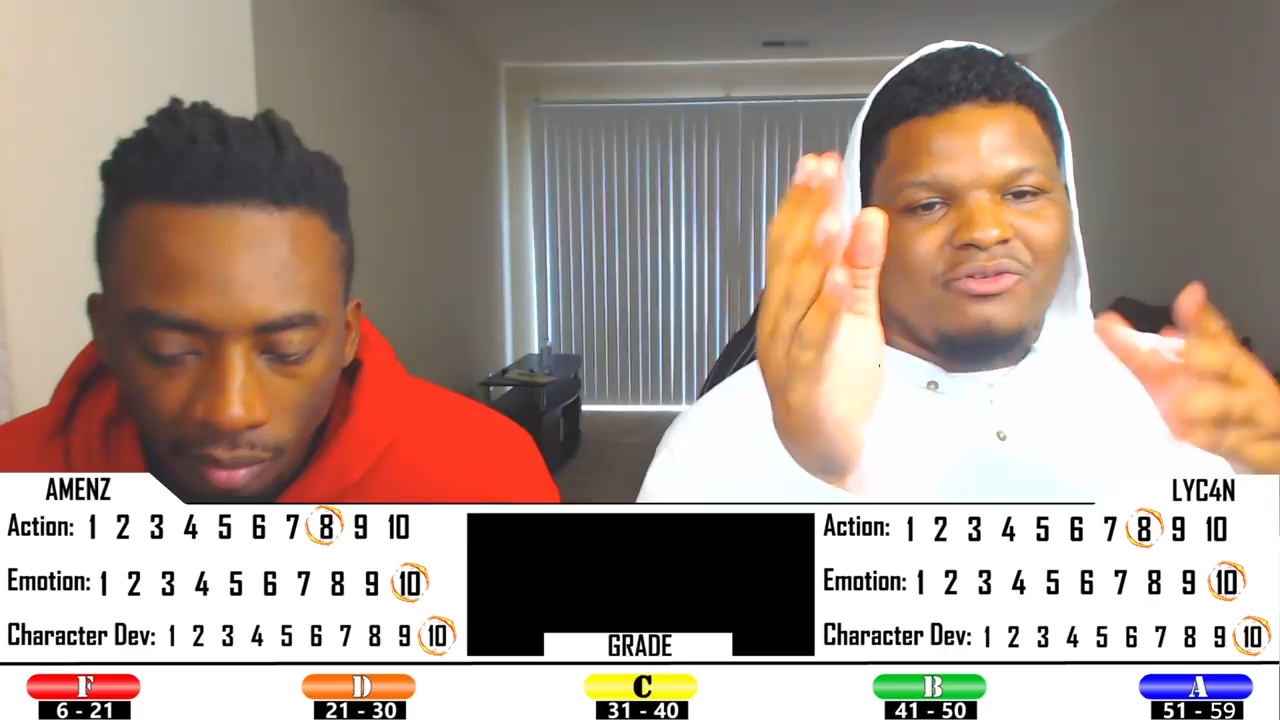 AMENZ
Action: 1 2 3 4 5 6 7 8 9 10
Emotion: 1 2 3 4 5 6 7 8 9 10
Character Dev: 1 2 3 4 5 6 7 8 9 10
GRADE
LYC4N
Action: 1 2 3 4 5 6 7 8 9 10
Emotion: 1 2 3 4 5 6 7 8 9 10
Character Dev: 1 2 3 4 5 6 7 8 9 10
F D C B A
6 - 21 21 - 30 31 - 40 41 - 50 51 - 59